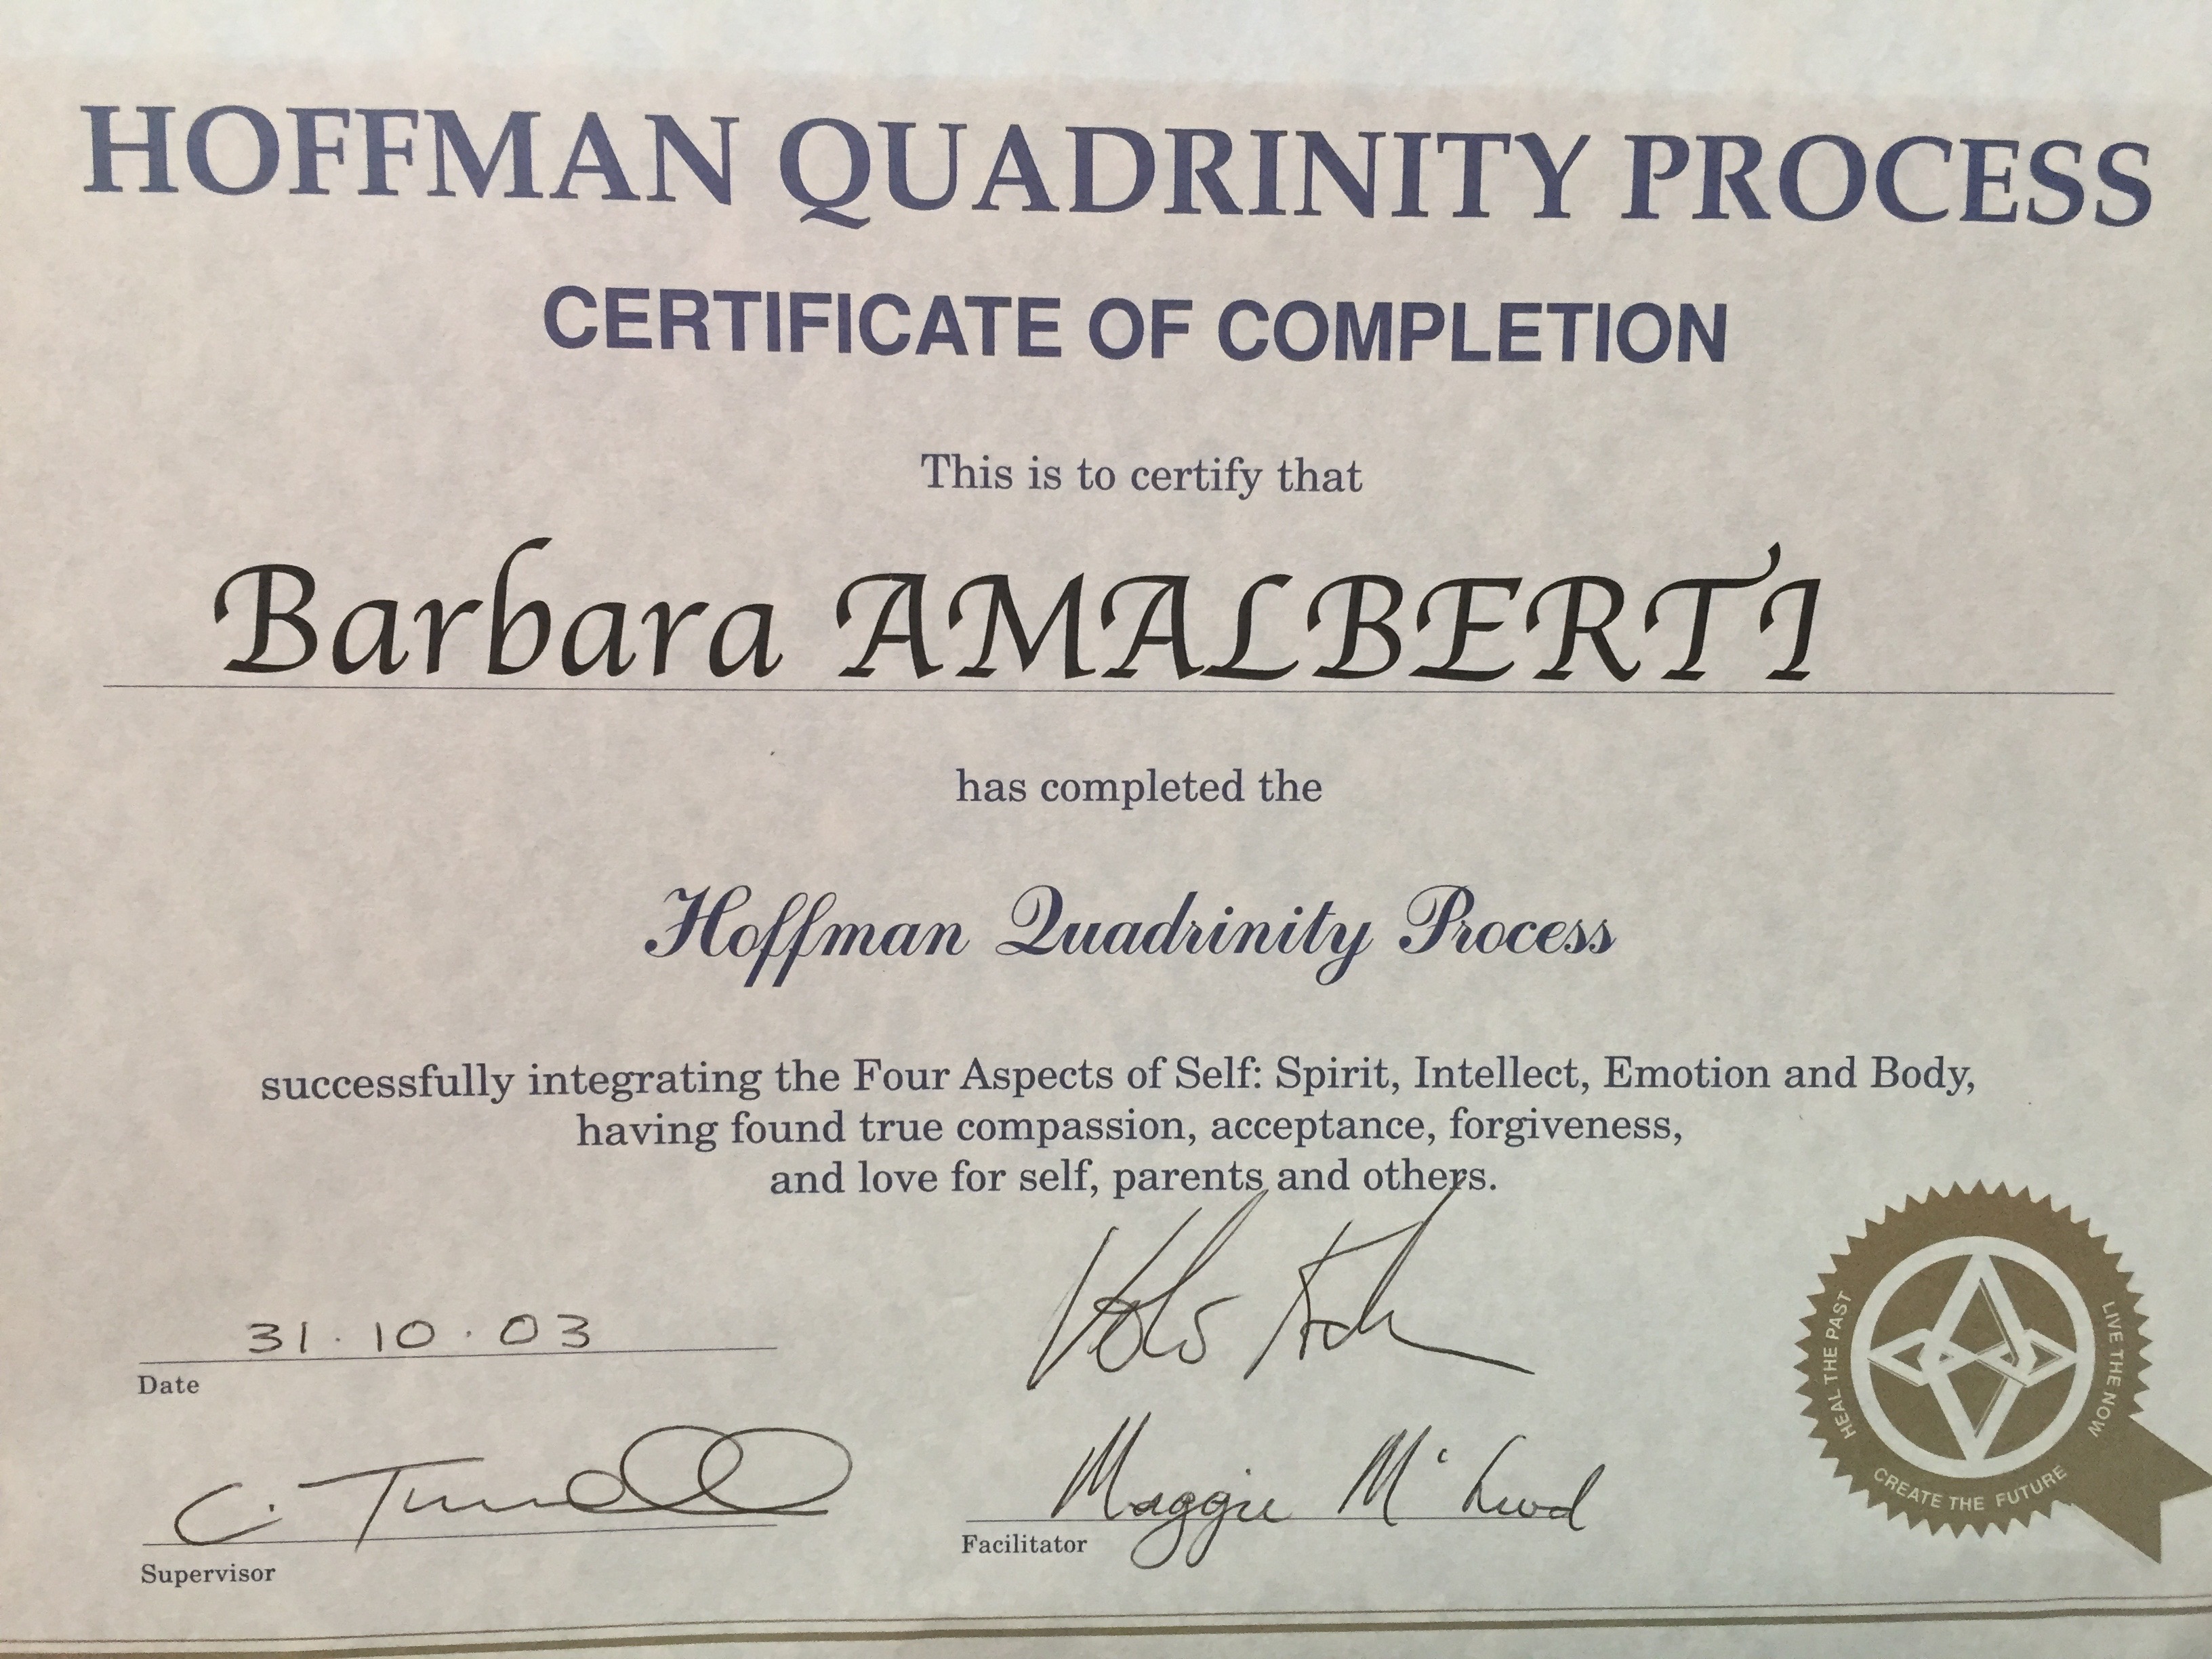 HOFFMAN QUADRINITY PROCESS
CERTIFICATE OF COMPLETION
This is to certify that
Barbara AMALBERTI
has completed the
Hoffman Quadrinity Process
successfully integrating the Four Aspects of Self: Spirit, Intellect, Emotion and Body,
having found true compassion, acceptance, forgiveness,
and love for self, parents and others.
31.10.03
Date
C.
Supervisor
Maggie
Facilitator
HEAL THE PAST
LIVE THE NOW
CREATE THE FUTURE